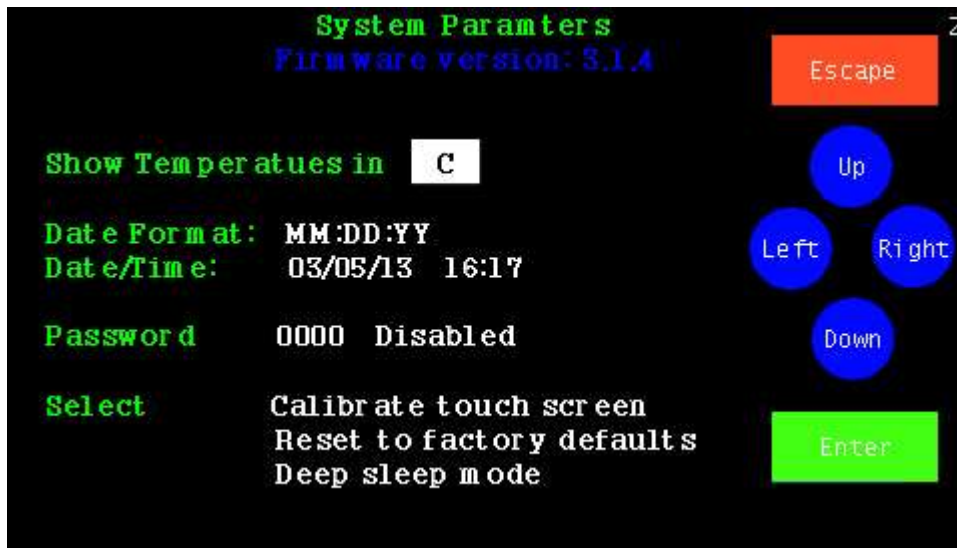 System Paramters
Firmware version: 3.1.4
Escape
Show Temperatues in C
Up
Date Format: MM:DD:YY
Left Right
Date/Time: 03/05/13 16:17
Password 0000 Disabled
Down
Select Calibrate touch screen
Reset to factory defaults
Enter
Deep sleep mode